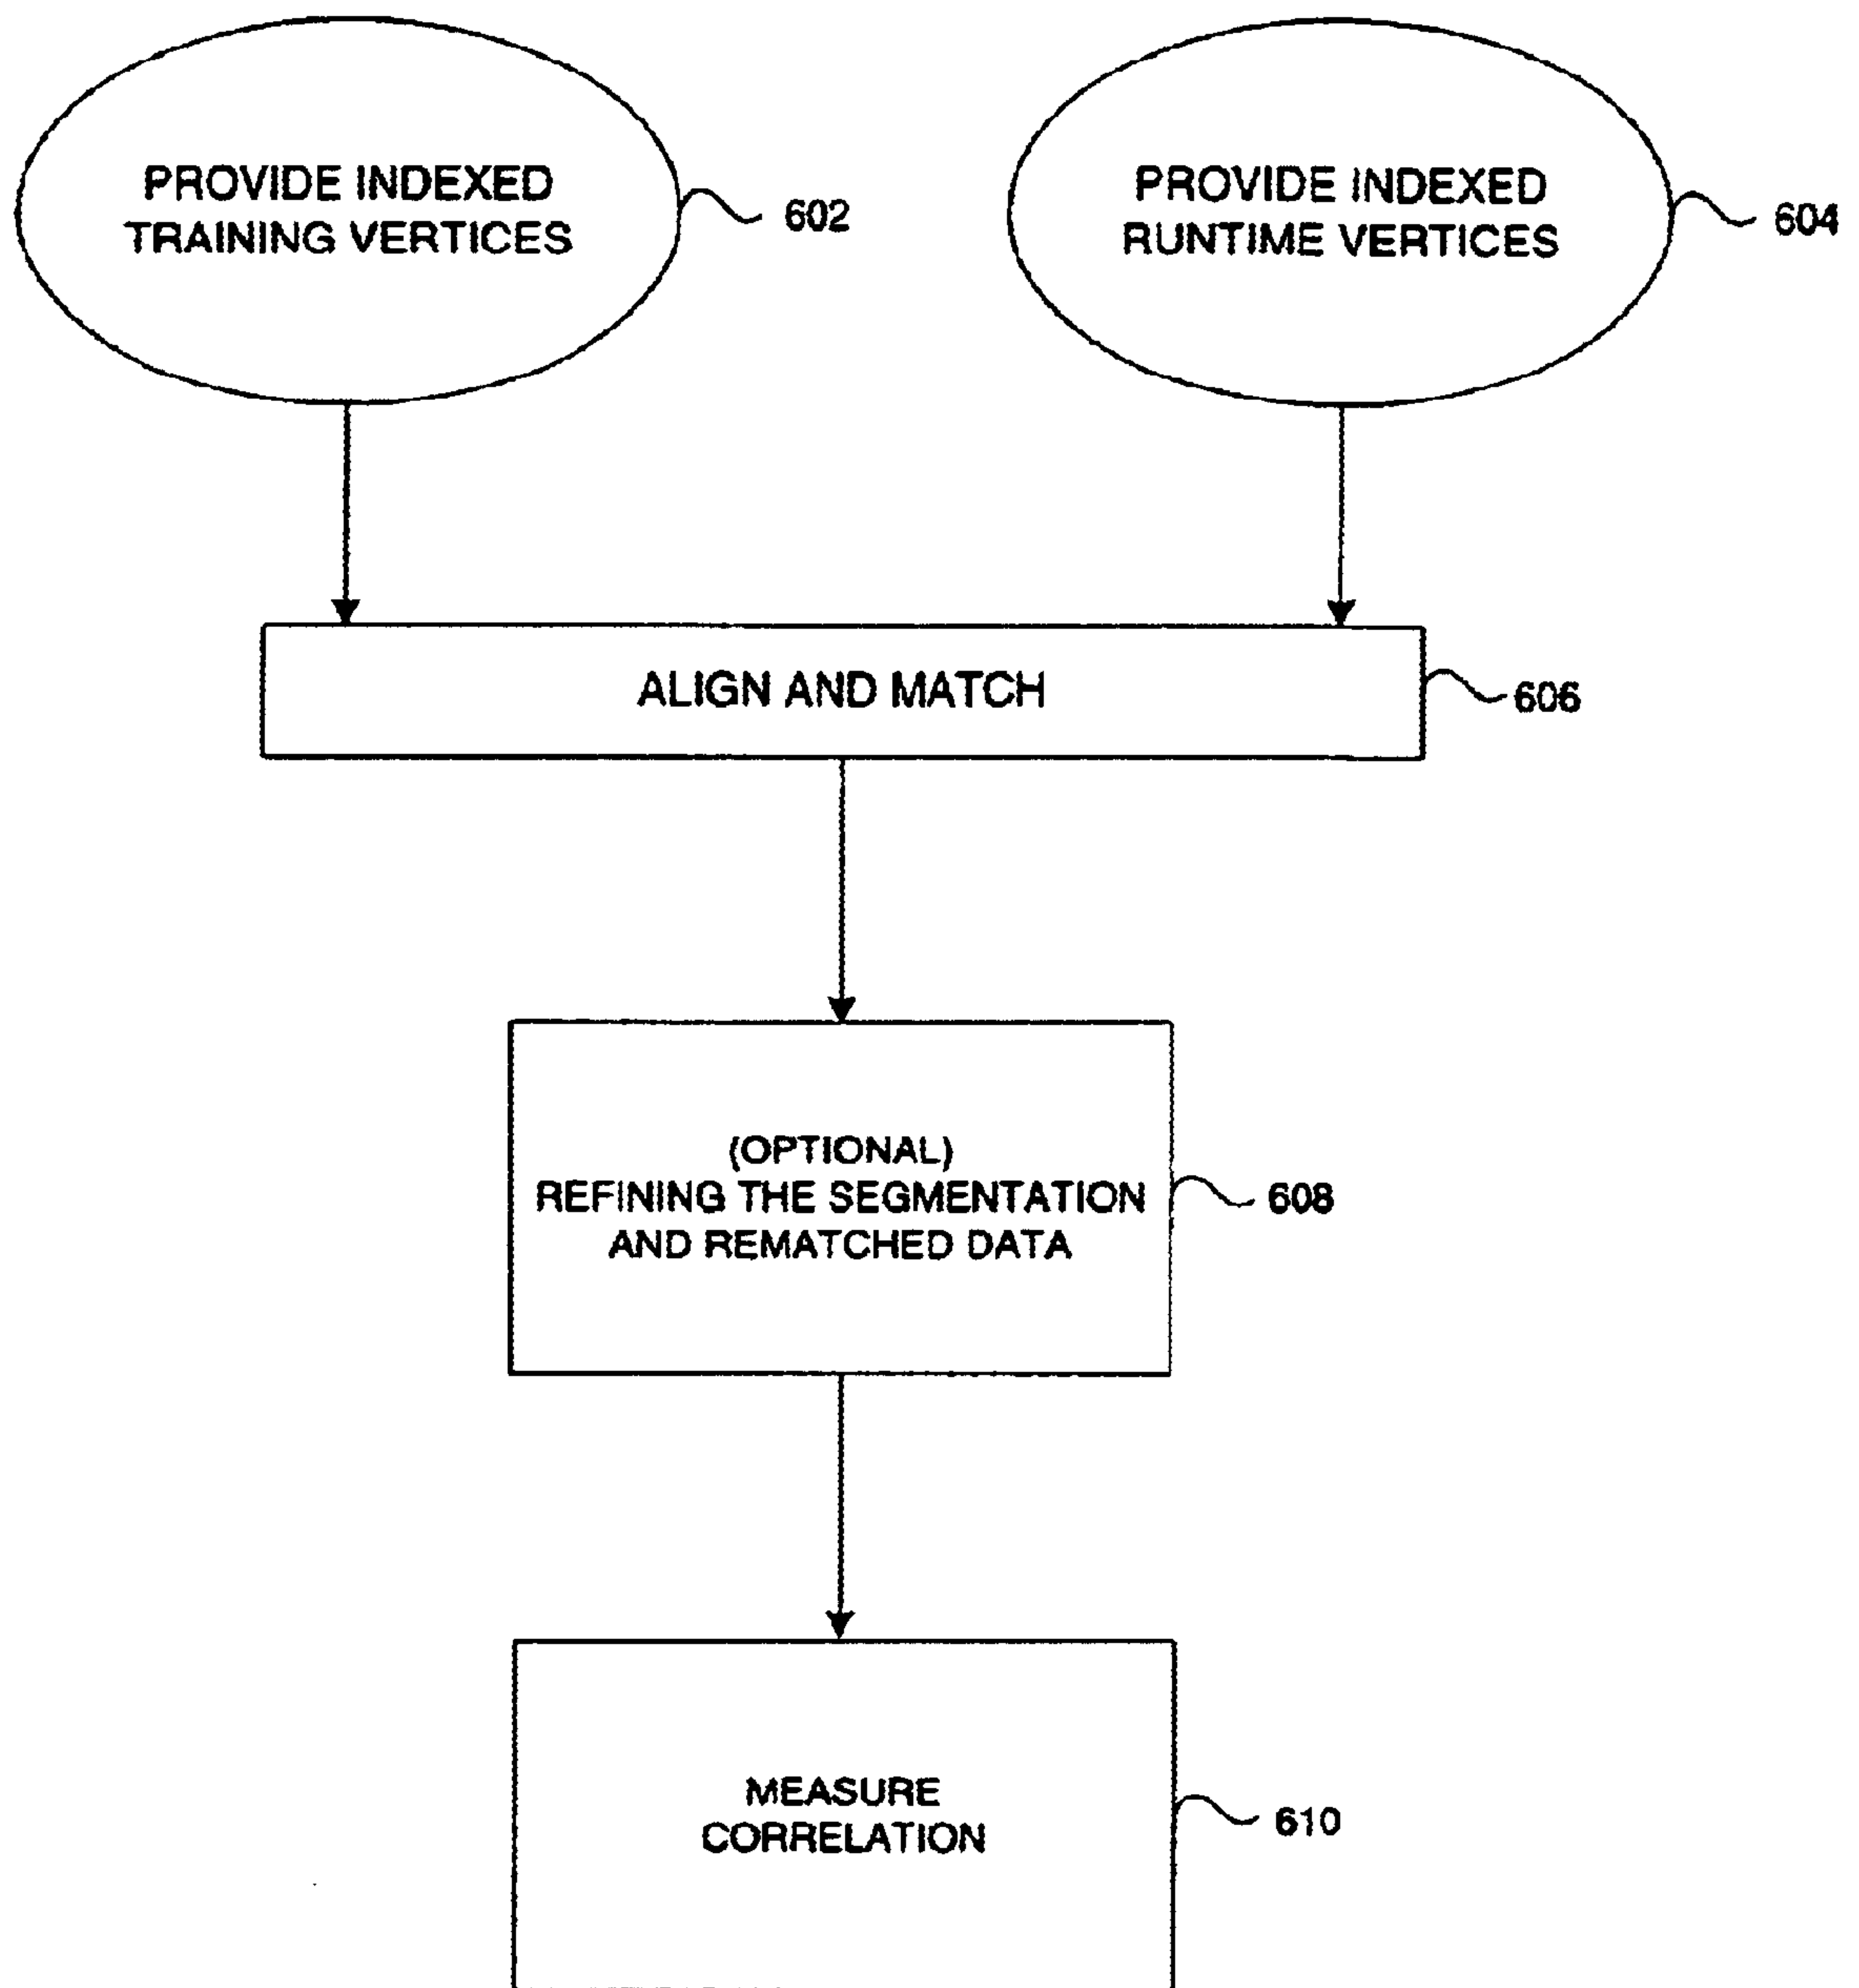 PROVIDE INDEXED
TRAINING VERTICES
602
PROVIDE INDEXED
RUNTIME VERTICES
604
ALIGN AND MATCH
606
(OPTIONAL)
REFINING THE SEGMENTATION
AND REMATCHED DATA
608
MEASURE
CORRELATION
610